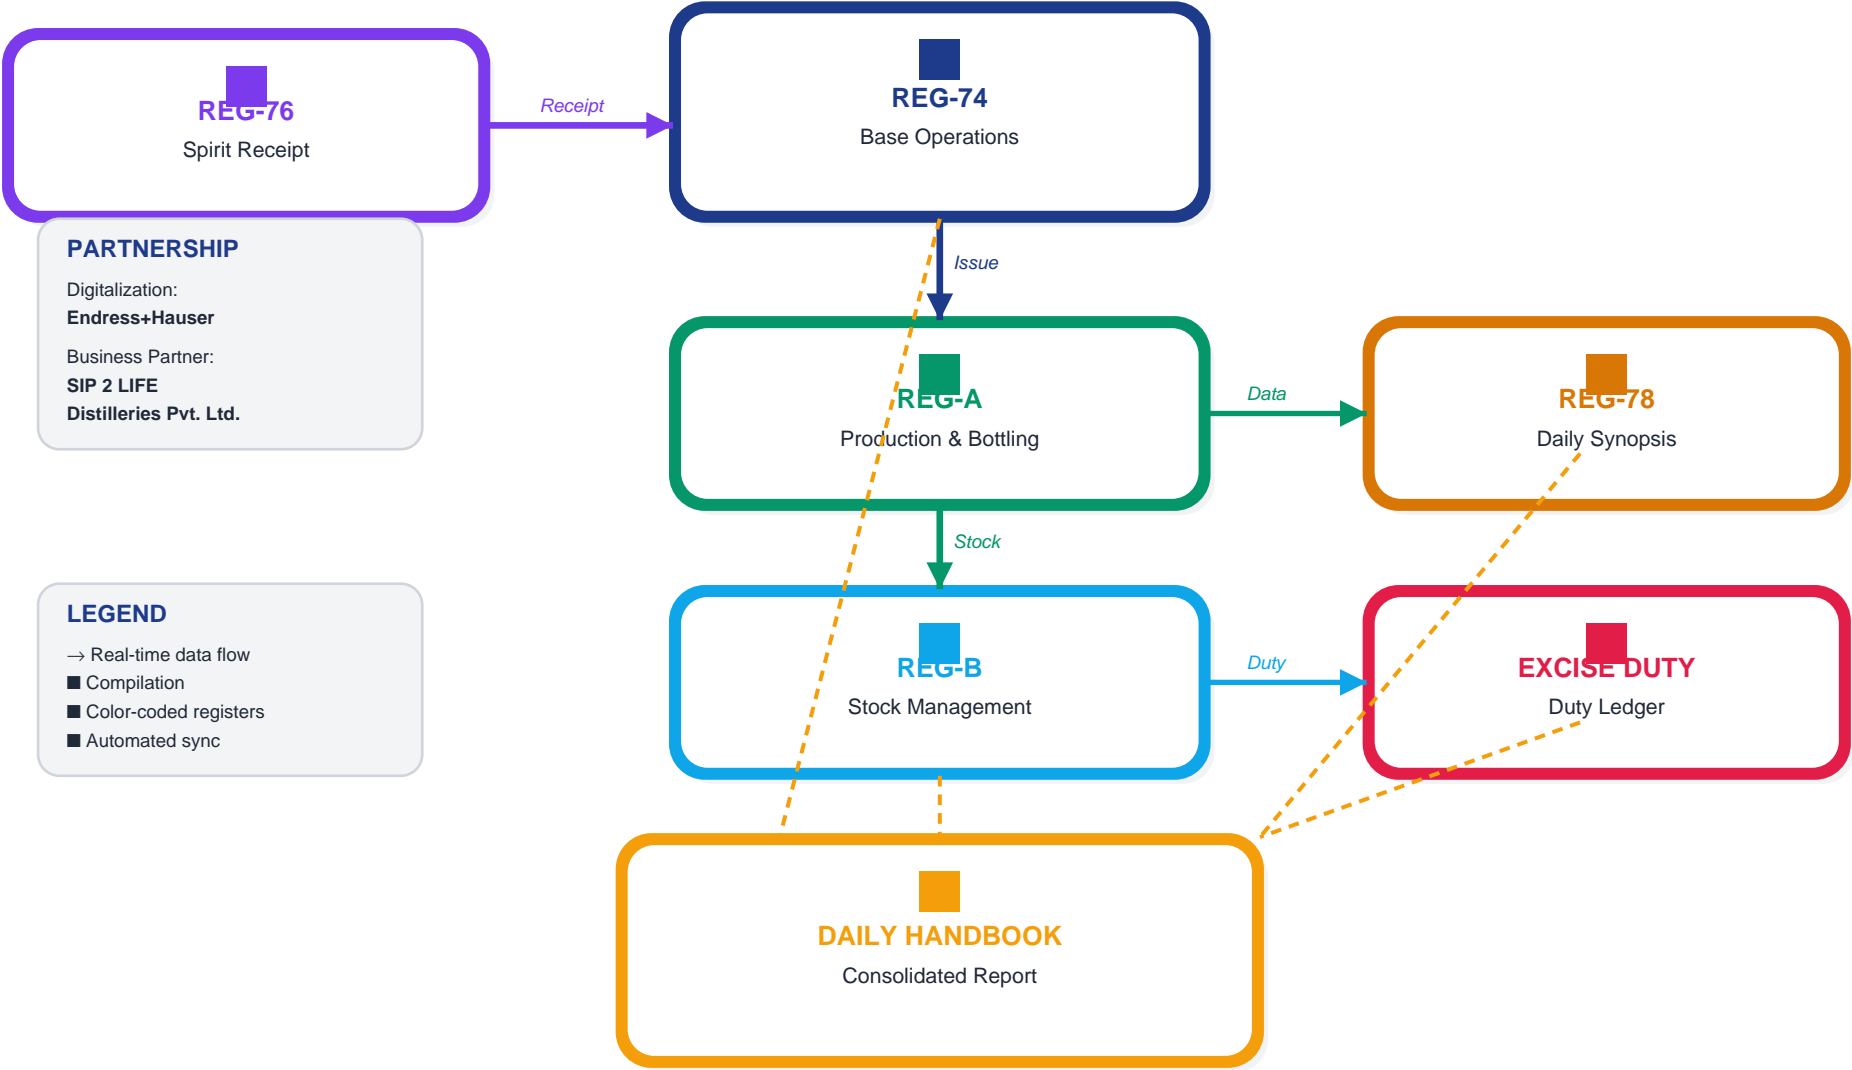 REG-76
Spirit Receipt
Receipt
REG-74
Base Operations
PARTNERSHIP
Digitalization:
Endress+Hauser
Business Partner:
SIP 2 LIFE
Distilleries Pvt. Ltd.
Issue
REG-A
Production & Bottling
Data
REG-78
Daily Synopsis
Stock
LEGEND
→ Real-time data flow
■ Compilation
■ Color-coded registers
■ Automated sync
REG-B
Stock Management
Duty
EXCISE DUTY
Duty Ledger
DAILY HANDBOOK
Consolidated Report